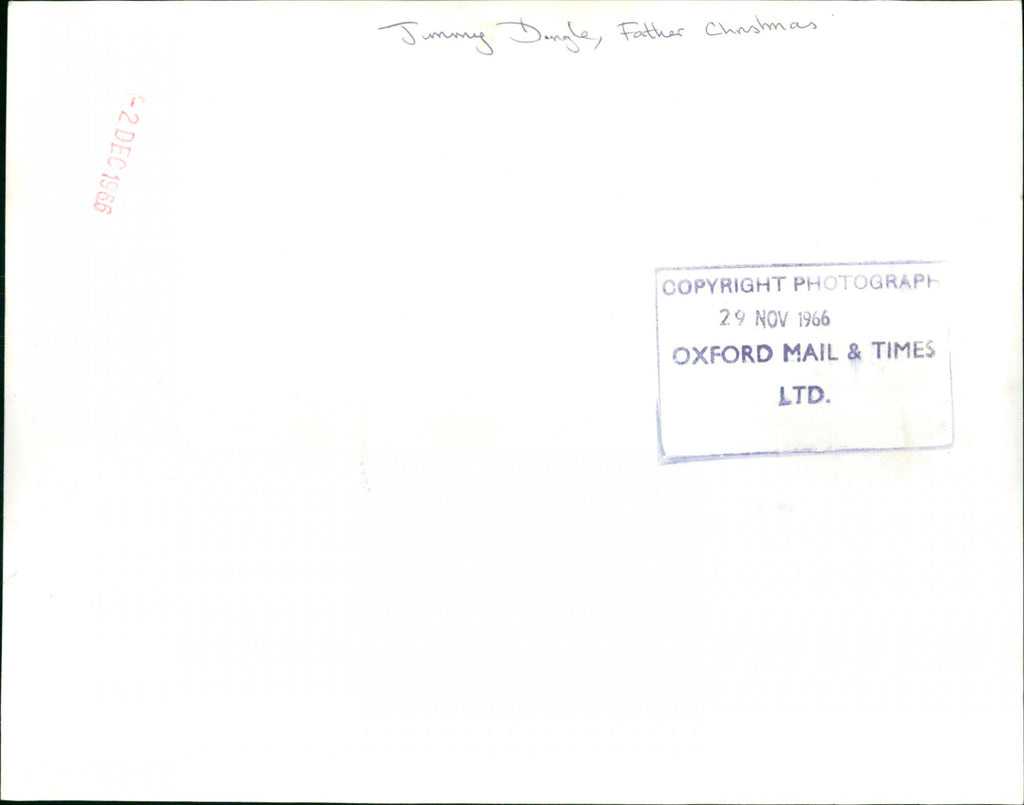 Jimmy Dingle, Father Christmas
-2 DEC 1966
COPYRIGHT PHOTOGRAPH
29 NOV 1966
OXFORD MAIL & TIMES
LTD.